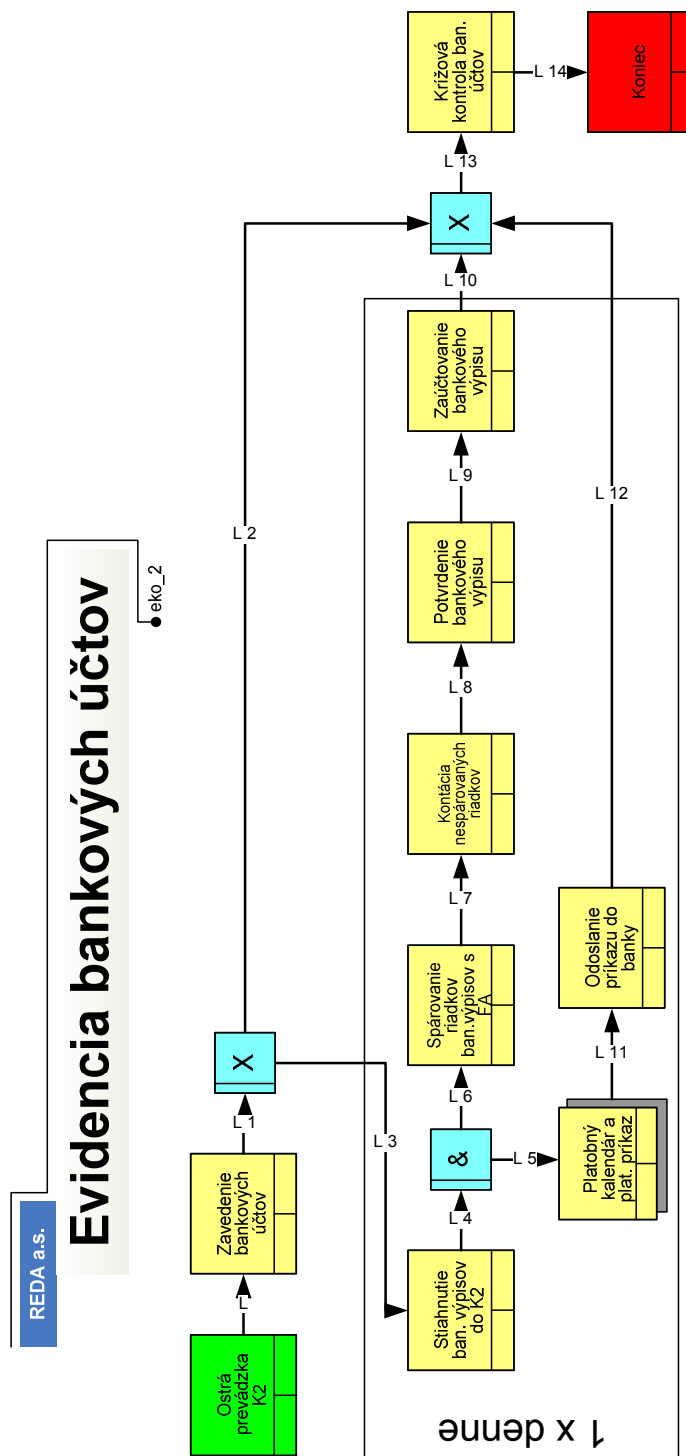 REDA a.s.
Evidencia bankových účtov
eko_2
Ostrá
prevádzka
K2
L
Zavedenie
bankových
účtov
L 1
X
L 2
L 3
1 x denne
Stiahnutie
ban. výpisov
do K2
L 4
&
L 5
L 6
Spárovanie
riadkov
ban.výpisov s
FA
L 7
Kontácia
nespárovaných
riadkov
L 8
Potvrdenie
bankového
výpisu
L 9
Zaúčtovanie
bankového
výpisu
L 10
X
L 13
Krížová
kontrola ban.
účtov
L 14
Koniec
Platobný
kalendár a
plat. príkaz
L 11
Odoslanie
príkazu do
banky
L 12